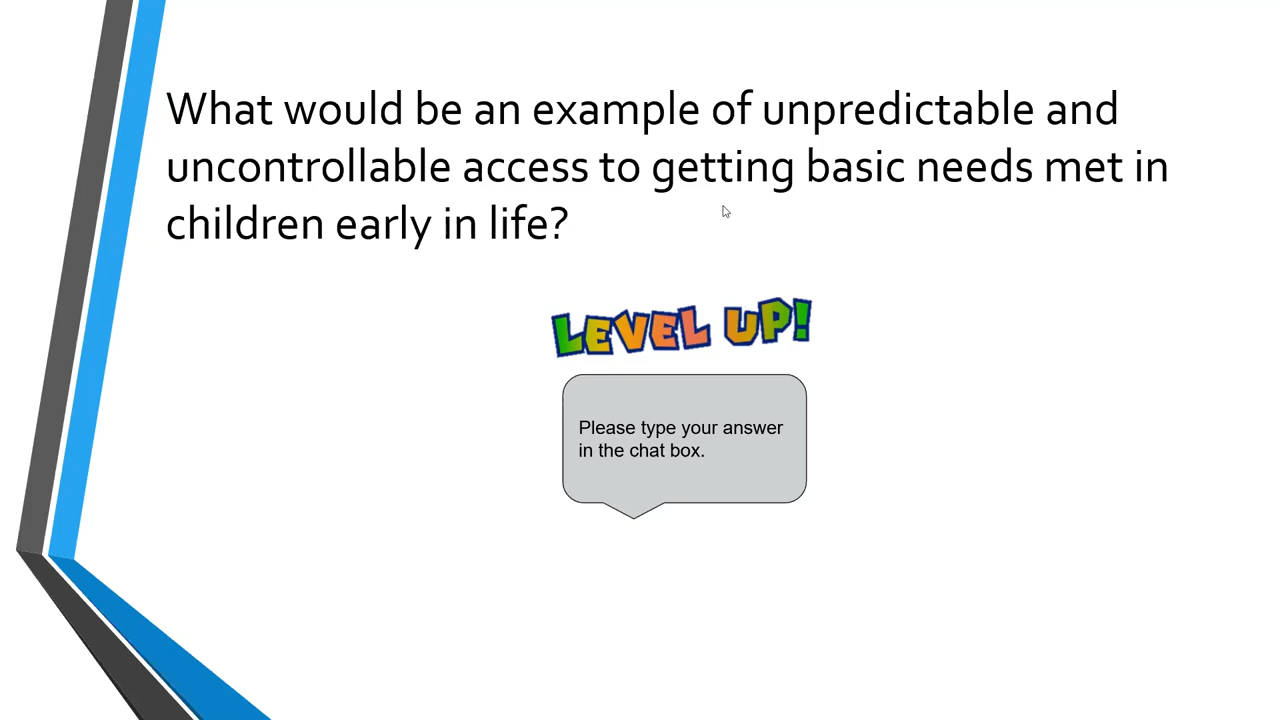 What would be an example of unpredictable and
uncontrollable access to getting basic needs met in
children early in life?
LEVEL UP!
Please type your answer
in the chat box.